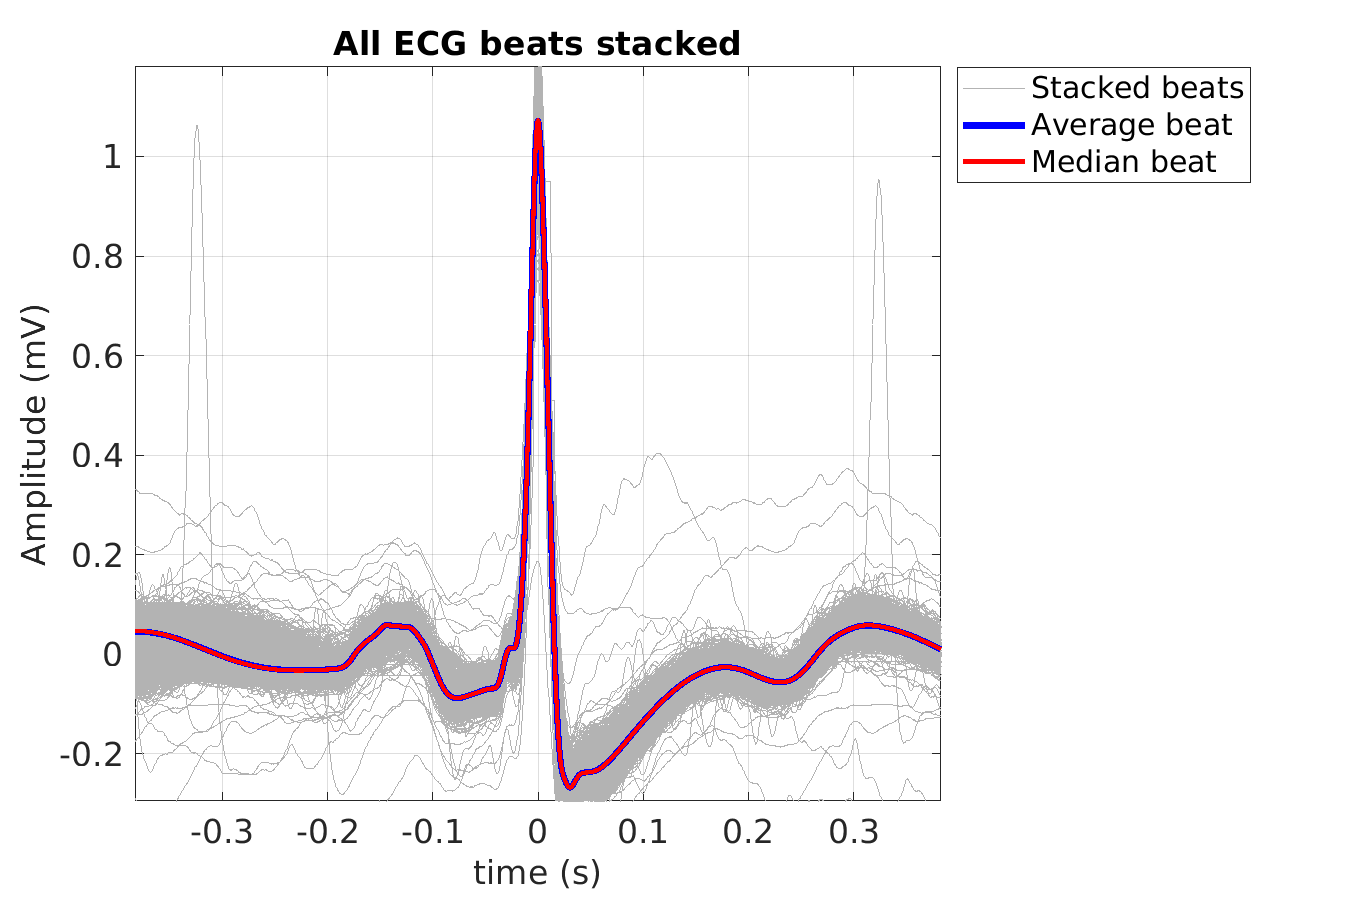 All ECG beats stacked
Stacked beats
Average beat
Median beat
1
0.8
0.6
0.4
0.2
0
-0.2
Amplitude (mV)
-0.3 -0.2 -0.1 0 0.1 0.2 0.3
time (s)